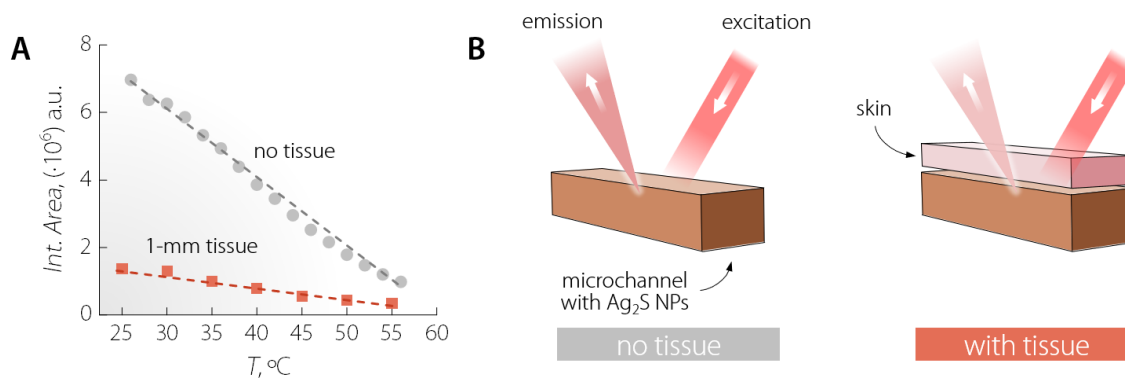 A
Int. Area, (·10⁶) a.u.
8
6
4
2
0
no tissue
1-mm tissue
25 30 35 40 45 50 55 60
T, °C
B
emission
excitation
microchannel
with Ag₂S NPs
no tissue
skin
with tissue